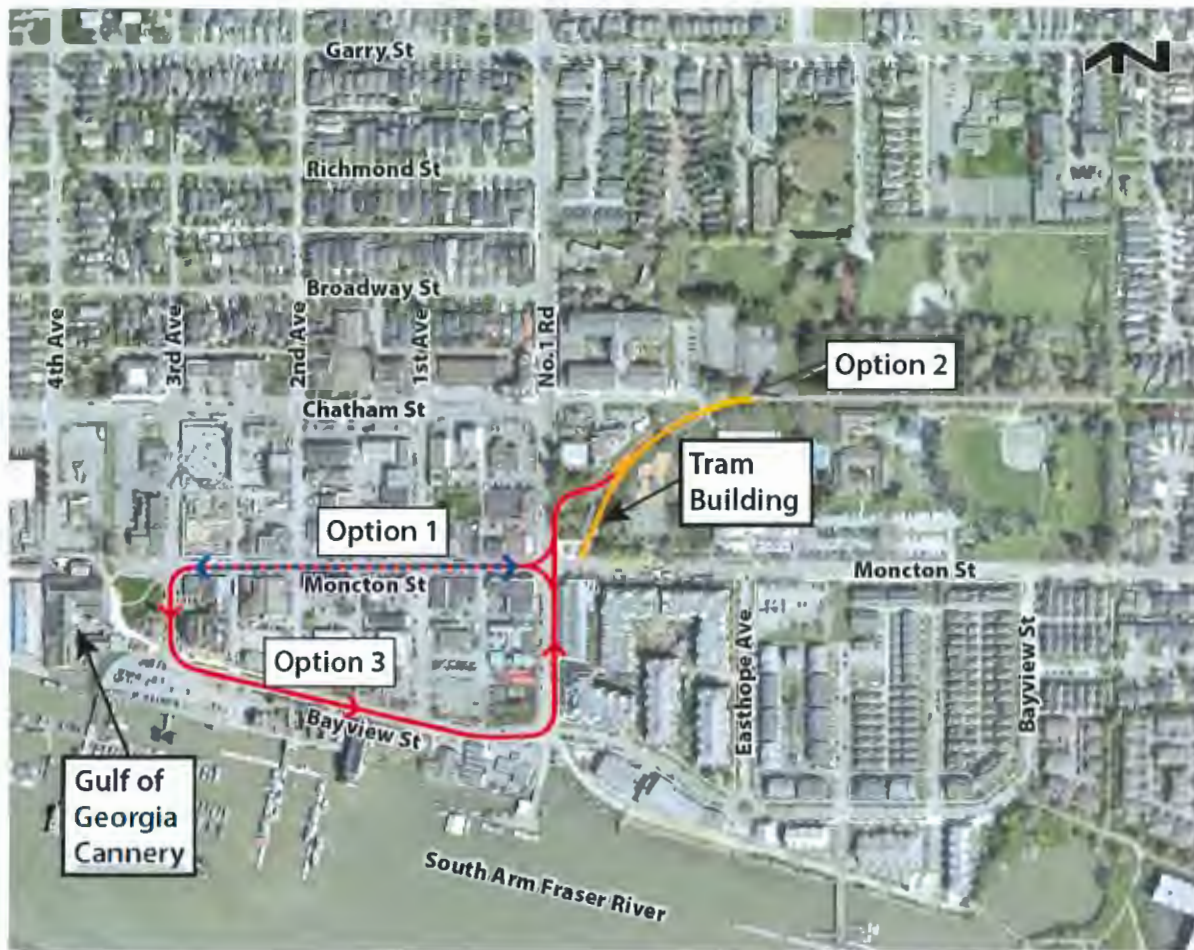 Garry St
N
Richmond St
Broadway St
4th Ave
3rd Ave
2nd Ave
1st Ave
No.1 Rd
Option 2
Chatham St
Tram
Building
Option 1
Moncton St
Moncton St
Option 3
Bayview St
Easthope Ave
Bayview St
Gulf of
Georgia
Cannery
South Arm Fraser River